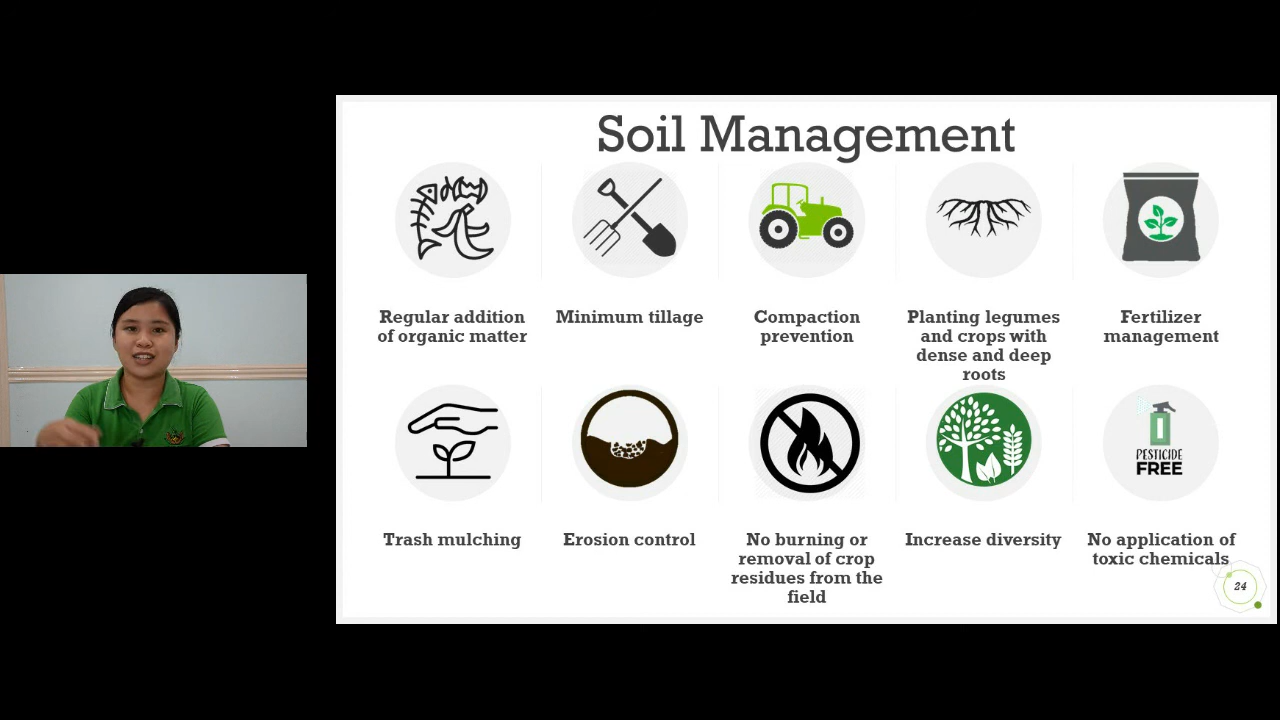 Soil Management
Regular addition
of organic matter
Minimum tillage
Compaction
prevention
Planting legumes
and crops with
dense and deep
roots
Fertilizer
management
Trash mulching
Erosion control
No burning or
removal of crop
residues from the
field
Increase diversity
PESTICIDE
FREE
No application of
toxic chemicals
24